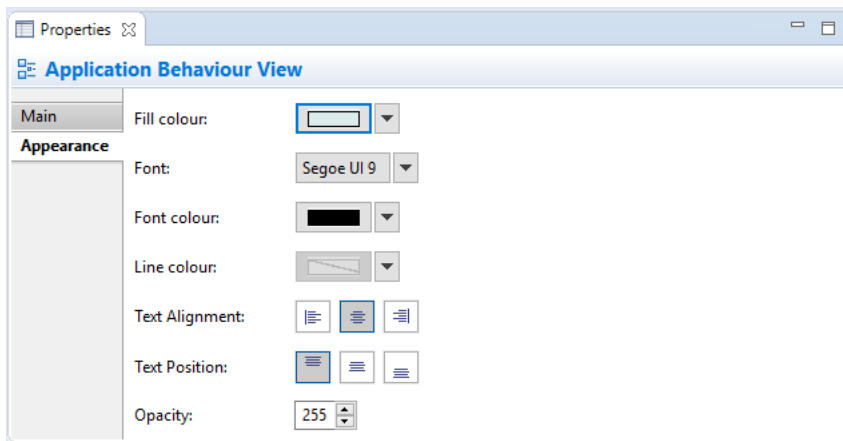 Properties
Application Behaviour View
Main
Appearance
Fill colour:
Font:
Segoe UI 9
Font colour:
Line colour:
Text Alignment:
Text Position:
Opacity:
255